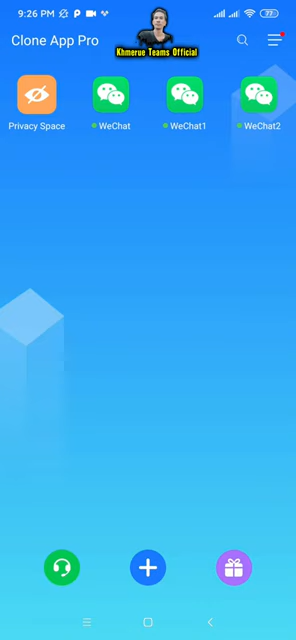 9:26 PM
77
Clone App Pro
Khmerue Teams Official
Privacy Space
WeChat
WeChat1
WeChat2